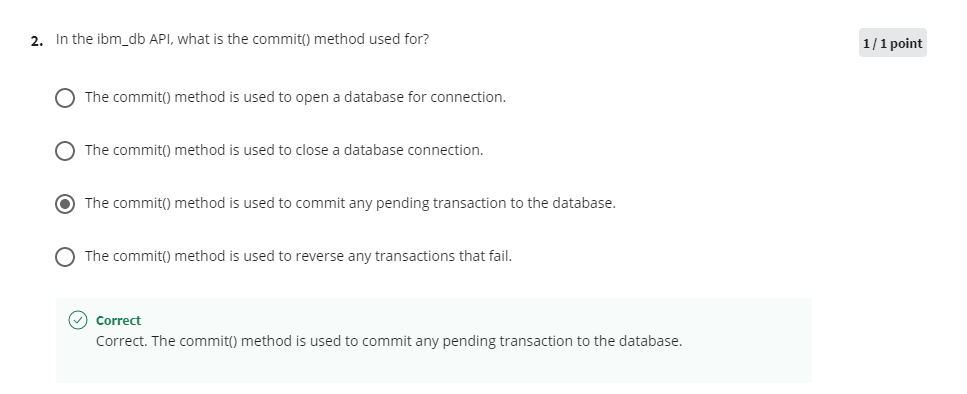 2. In the ibm_db API, what is the commit() method used for?
1 / 1 point
The commit() method is used to open a database for connection.
The commit() method is used to close a database connection.
The commit() method is used to commit any pending transaction to the database.
The commit() method is used to reverse any transactions that fail.
Correct
Correct. The commit() method is used to commit any pending transaction to the database.